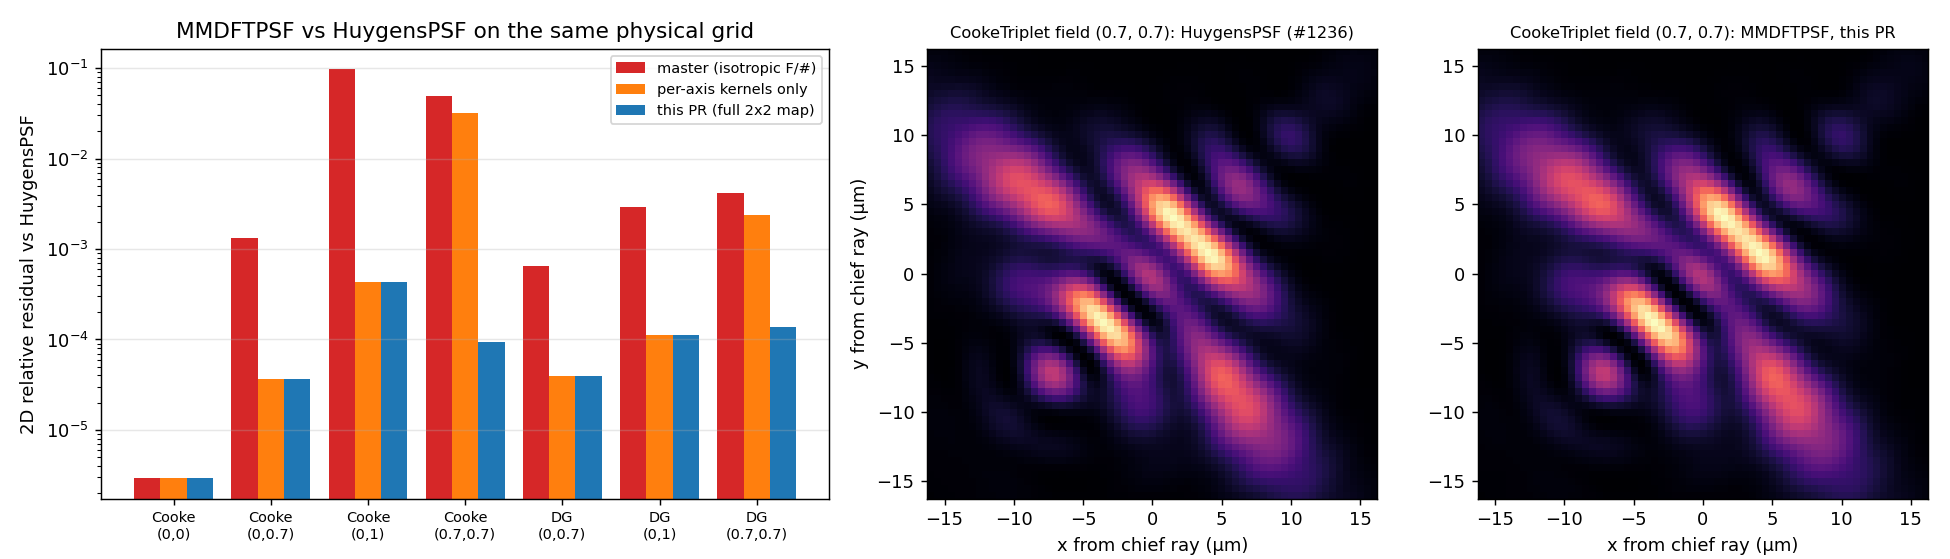 MMDFTPSF vs HuygensPSF on the same physical grid
2D relative residual vs HuygensPSF
10⁻¹
10⁻²
10⁻³
10⁻⁴
10⁻⁵
master (isotropic F/#)
per-axis kernels only
this PR (full 2x2 map)
Cooke
(0,0)
Cooke
(0,0.7)
Cooke
(0,1)
Cooke
(0.7,0.7)
DG
(0,0.7)
DG
(0,1)
DG
(0.7,0.7)
CookeTriplet field (0.7, 0.7): HuygensPSF (#1236)
y from chief ray (μm)
15
10
5
0
−5
−10
−15
−15 −10 −5 0 5 10 15
x from chief ray (μm)
CookeTriplet field (0.7, 0.7): MMDFTPSF, this PR
15
10
5
0
−5
−10
−15
−15 −10 −5 0 5 10 15
x from chief ray (μm)